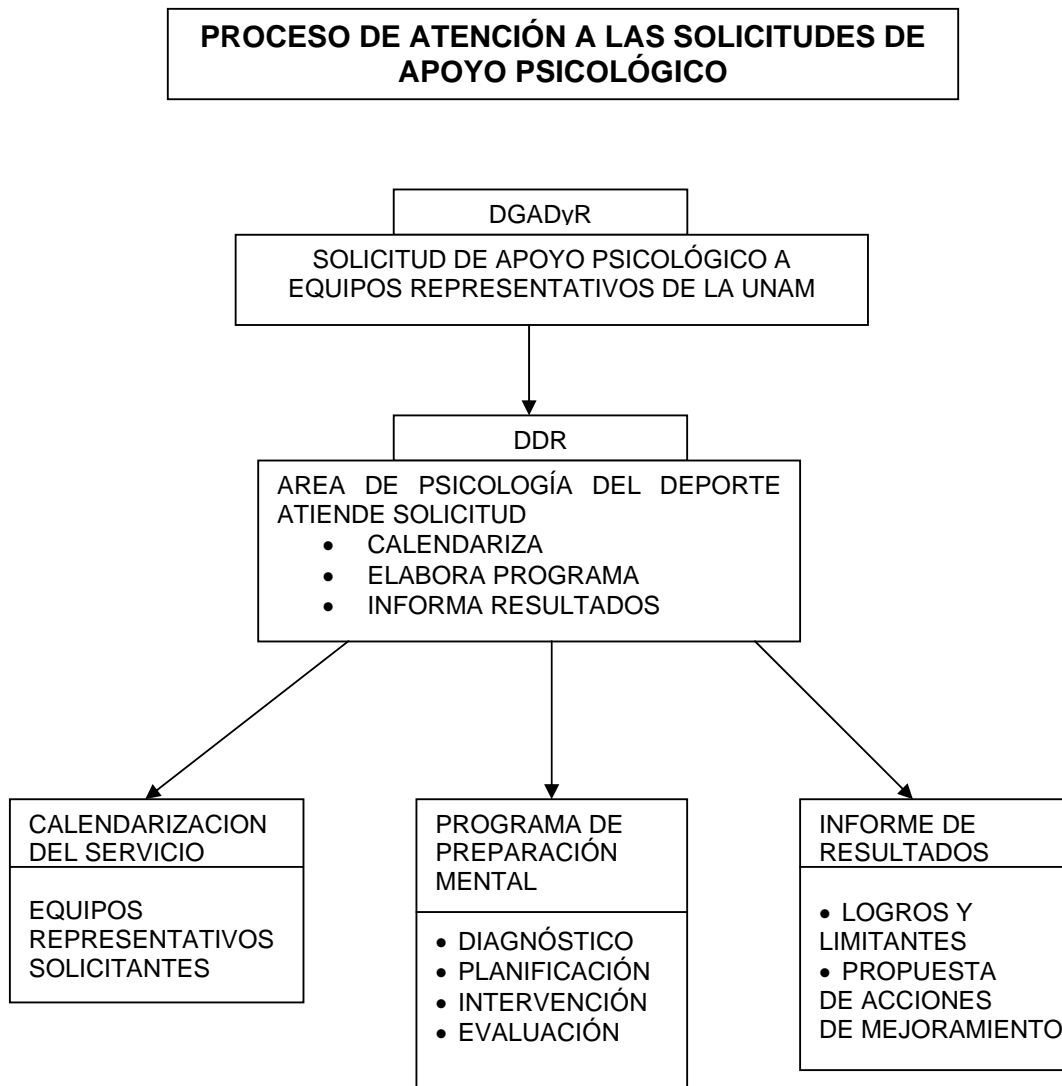 PROCESO DE ATENCIÓN A LAS SOLICITUDES DE
APOYO PSICOLÓGICO
DGADyR
SOLICITUD DE APOYO PSICOLÓGICO A
EQUIPOS REPRESENTATIVOS DE LA UNAM
DDR
AREA DE PSICOLOGÍA DEL DEPORTE
ATIENDE SOLICITUD
• CALENDARIZA
• ELABORA PROGRAMA
• INFORMA RESULTADOS
CALENDARIZACION
DEL SERVICIO
EQUIPOS
REPRESENTATIVOS
SOLICITANTES
PROGRAMA DE
PREPARACIÓN
MENTAL
• DIAGNÓSTICO
• PLANIFICACIÓN
• INTERVENCIÓN
• EVALUACIÓN
INFORME DE
RESULTADOS
• LOGROS Y
LIMITANTES
• PROPUESTA
DE ACCIONES
DE MEJORAMIENTO